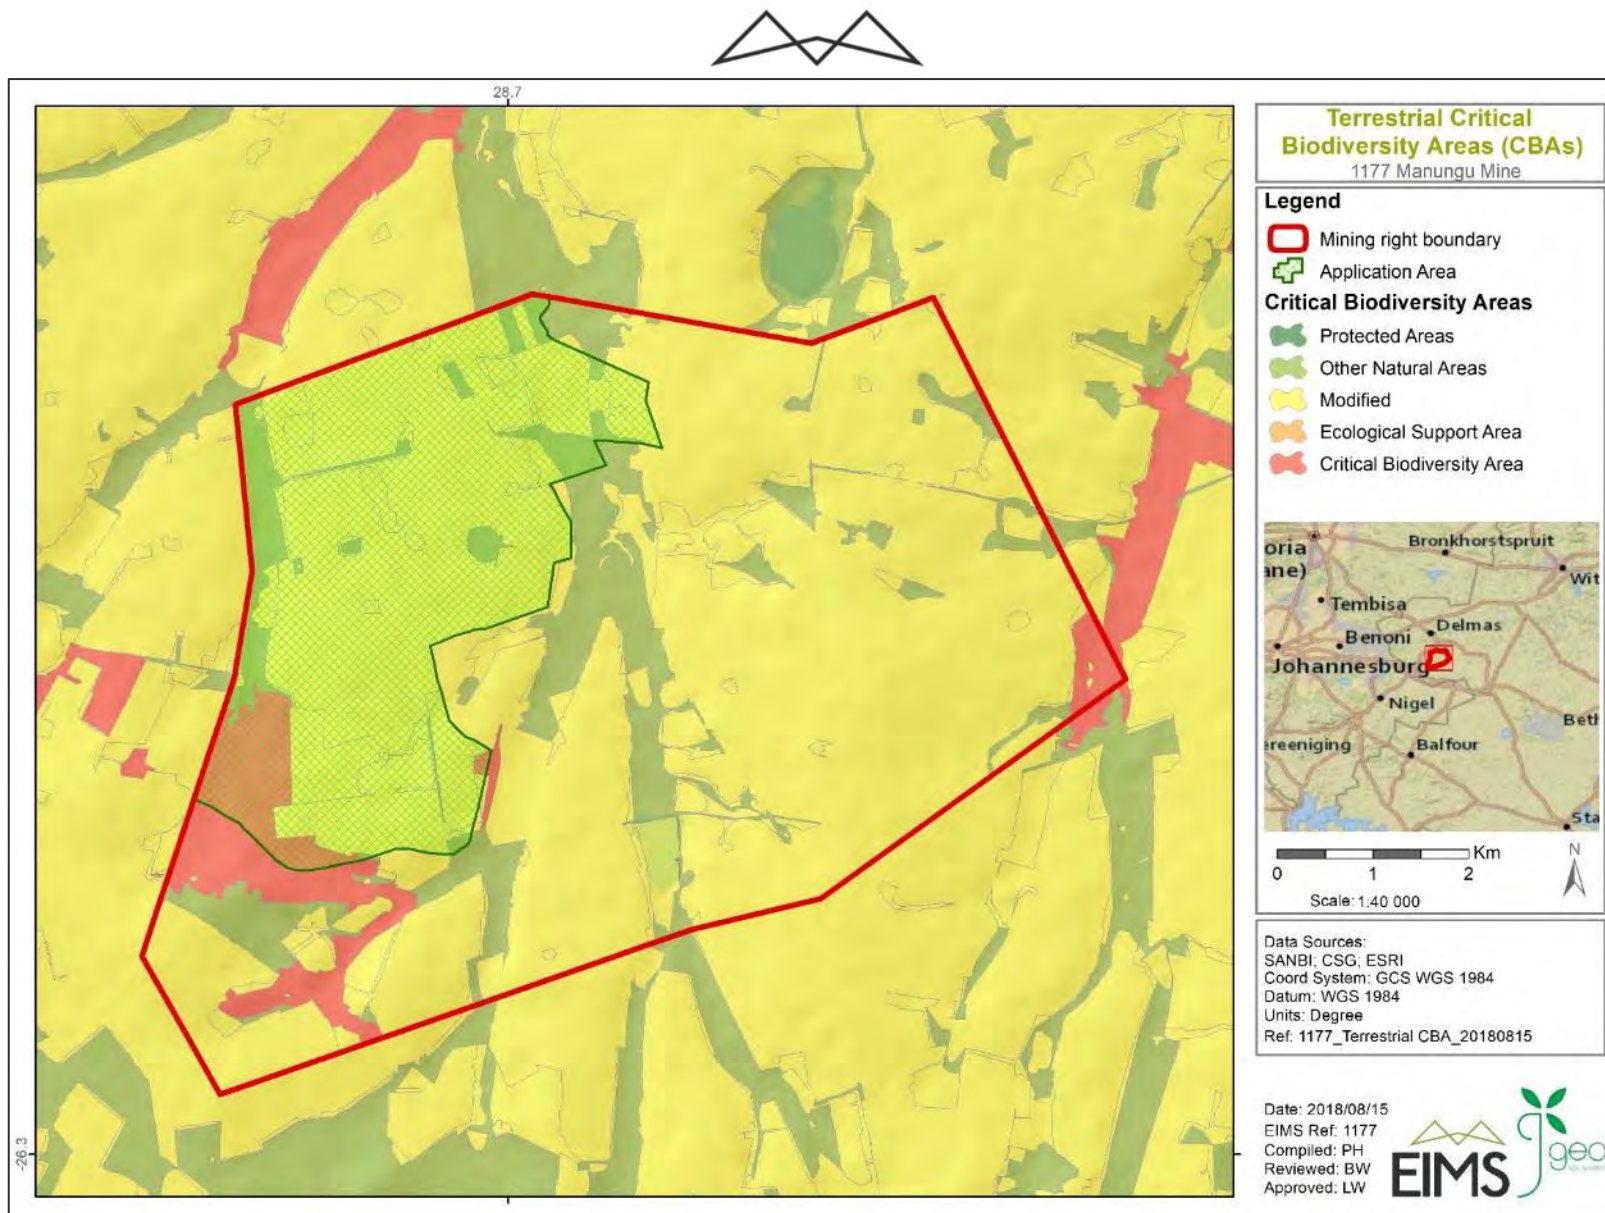 28.7
-26.3
Terrestrial Critical
Biodiversity Areas (CBAs)
1177 Manungu Mine
Legend
Mining right boundary
Application Area
Critical Biodiversity Areas
Protected Areas
Other Natural Areas
Modified
Ecological Support Area
Critical Biodiversity Area
oria
Bronkhorstspruit
ane)
Wit
Tembisa
Delmas
Benoni
Johannesburg
Nigel
Beth
ereeniging
Balfour
Sta
Km
0 1 2
N
Scale: 1:40 000
Data Sources:
SANBI; CSG; ESRI
Coord System: GCS WGS 1984
Datum: WGS 1984
Units: Degree
Ref: 1177_Terrestrial CBA_20180815
Date: 2018/08/15
EIMS Ref: 1177
Compiled: PH
Reviewed: BW
Approved: LW
EIMS
geo